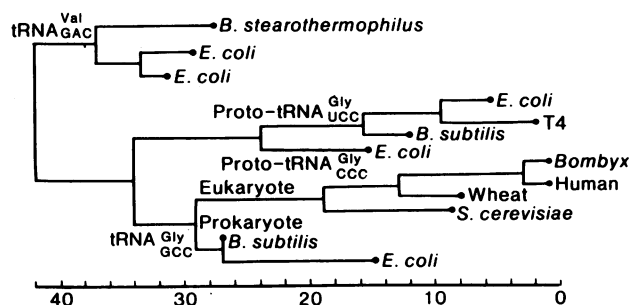 B. stearothermophilus
tRNA Val GAC
E. coli
E. coli
E. coli
Proto-tRNA Gly UCC
T4
B. subtilis
E. coli
Proto-tRNA Gly CCC
Bombyx
Eukaryote
Human
Wheat
S. cerevisiae
Prokaryote
tRNA Gly GCC
B. subtilis
E. coli
40 30 20 10 0